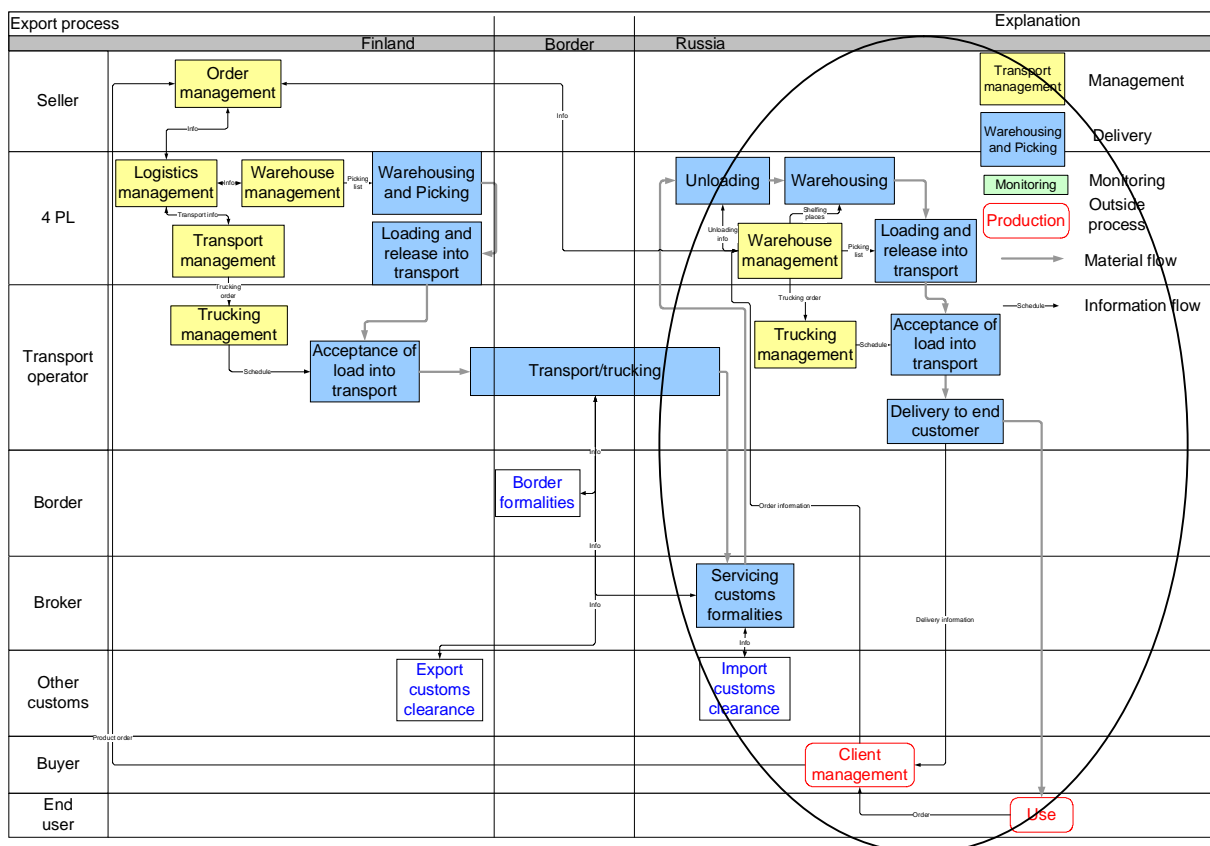 Export process
Explanation
Finland
Border
Russia
Seller
Order
management
Transport
management
Management
Info
Info
Warehousing
and Picking
Delivery
4 PL
Logistics
management
Info
Warehouse
management
Picking
list
Warehousing
and Picking
Unloading
Warehousing
Monitoring
Monitoring
Production
Outside
process
Transport info
Transport
management
Loading and
release into
transport
Unloading
info
Shelfing
places
Warehouse
management
Picking
list
Loading and
release into
transport
Material flow
Trucking
order
Trucking order
Schedule
Information flow
Transport
operator
Trucking
management
Schedule
Acceptance of
load into
transport
Transport/trucking
Trucking
management
Schedule
Acceptance of
load into
transport
Delivery to end
customer
Info
Border
Border
formalities
Order information
Info
Broker
Info
Servicing
customs
formalities
Delivery information
Info
Other
customs
Export
customs
clearance
Import
customs
clearance
Product order
Buyer
Client
management
End
user
Order
Use